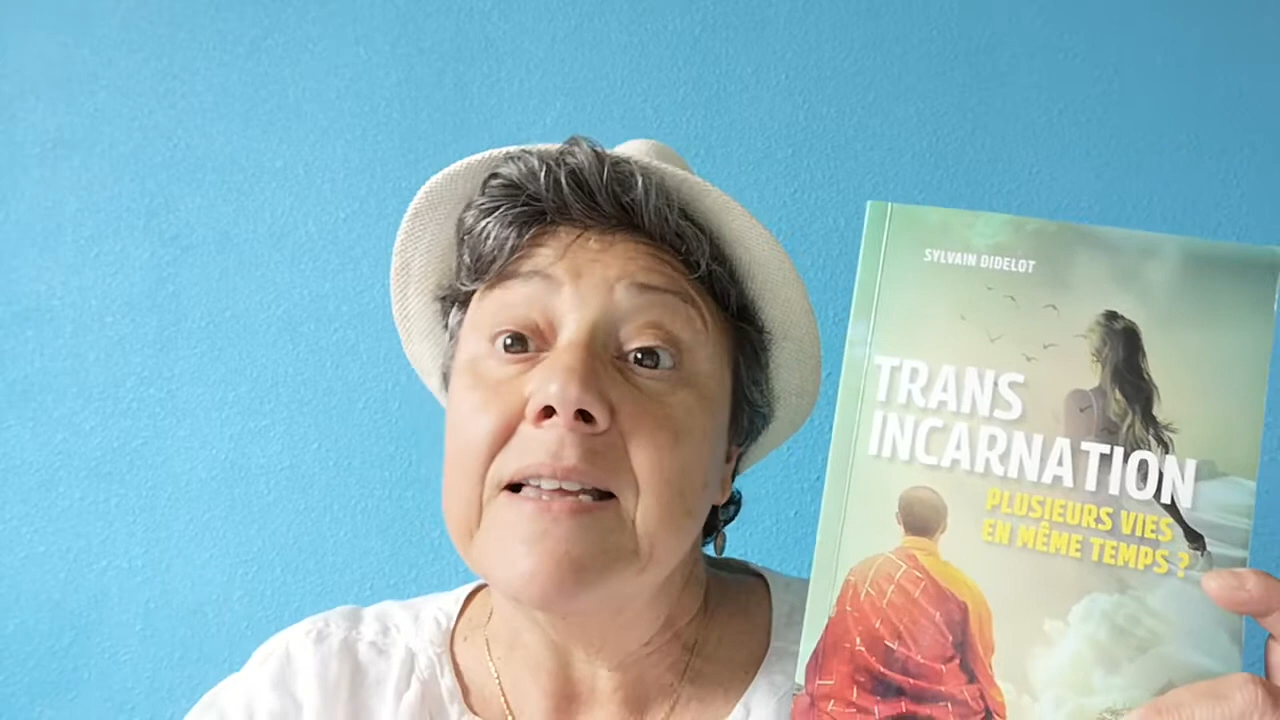 SYLVAIN DIDELOT
TRANS
INCARNATION
PLUSIEURS VIES
EN MÊME TEMPS ?